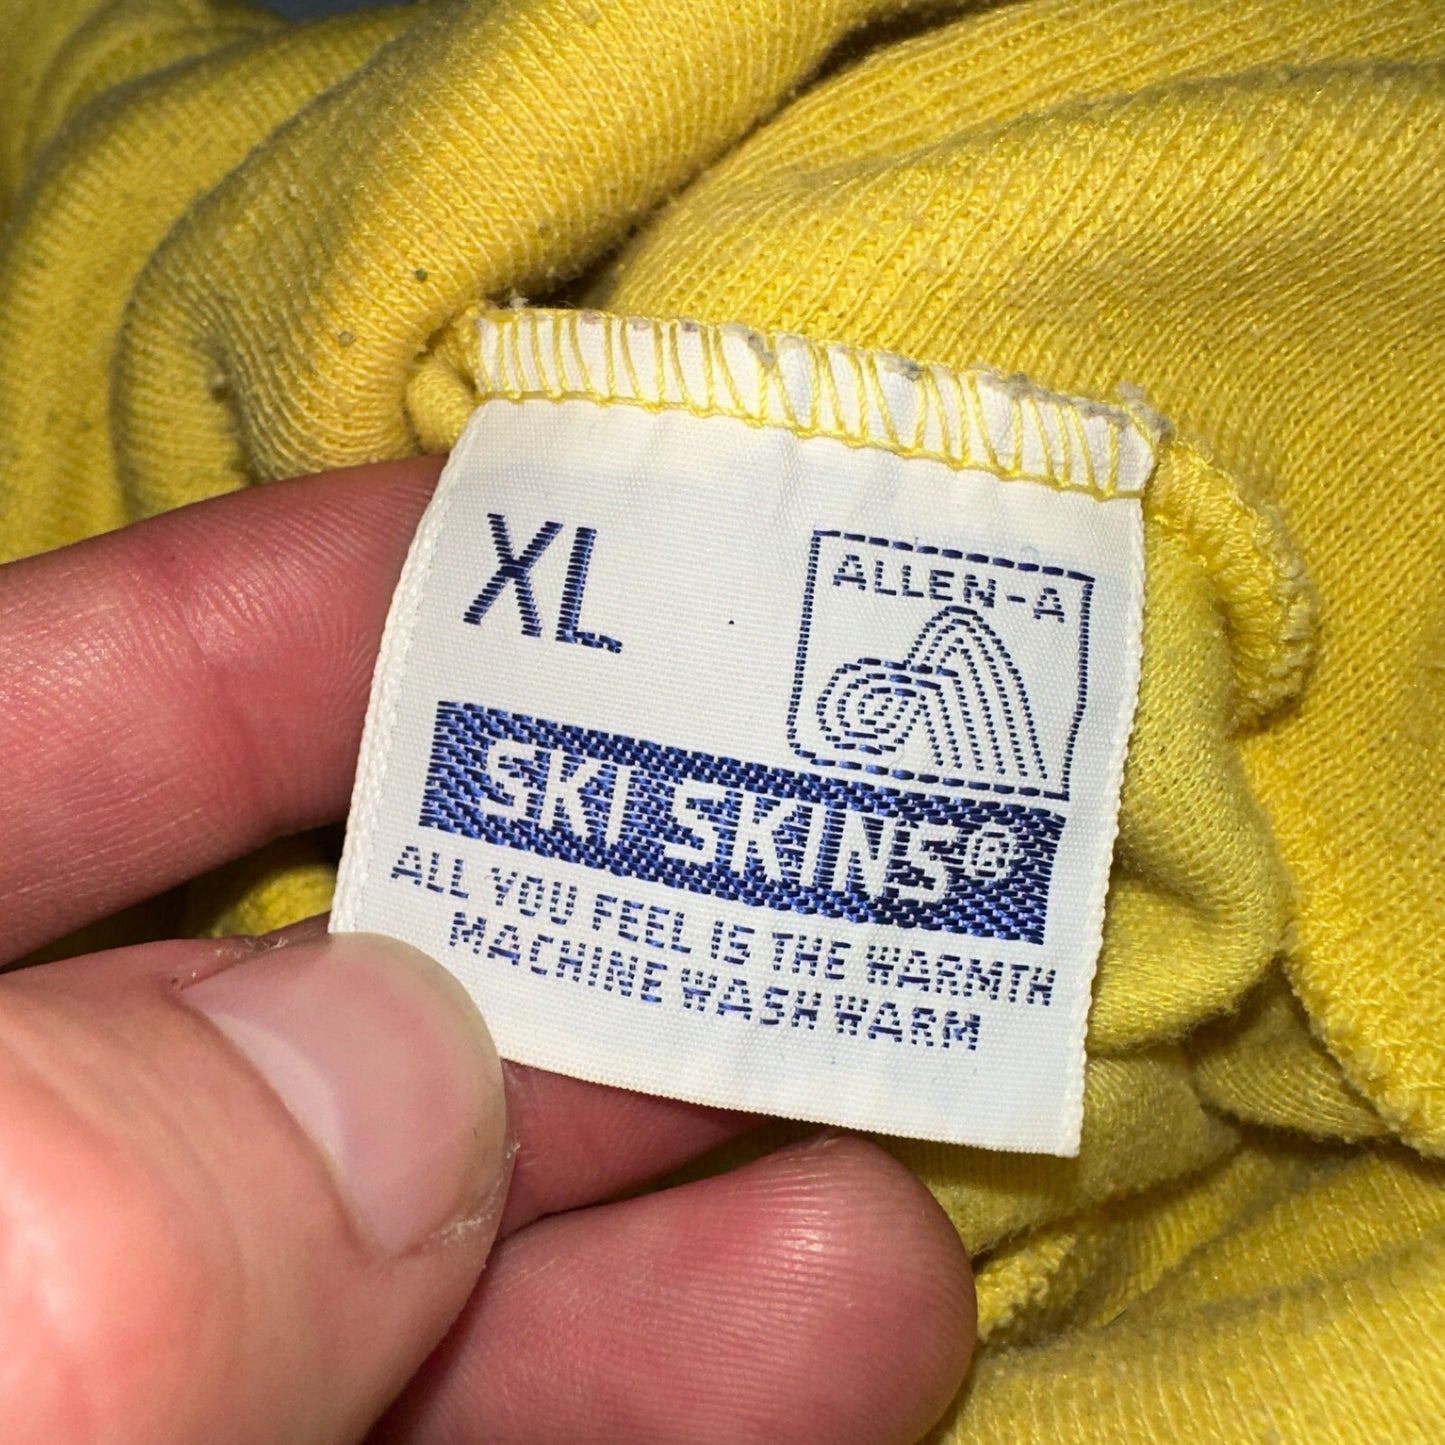 XL
ALLEN-A
SKI SKINS®
ALL YOU FEEL IS THE WARMTH
MACHINE WASH WARM